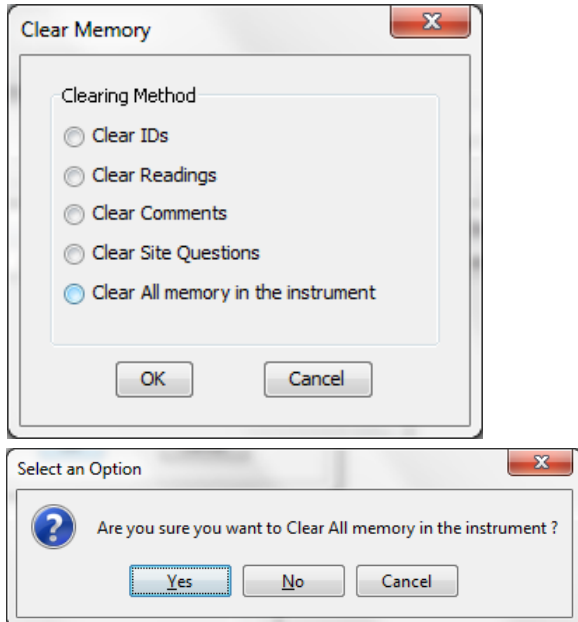 Clear Memory
Clearing Method
Clear IDs
Clear Readings
Clear Comments
Clear Site Questions
Clear All memory in the instrument
OK Cancel
Select an Option
Are you sure you want to Clear All memory in the instrument ?
Yes No Cancel